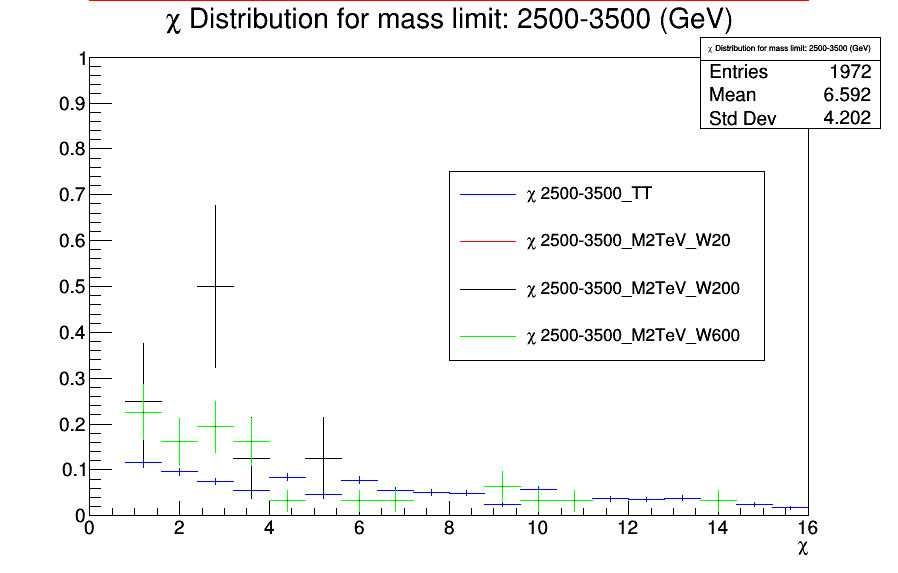 χ Distribution for mass limit: 2500-3500 (GeV)
χ Distribution for mass limit: 2500-3500 (GeV)
Entries 1972
Mean 6.592
Std Dev 4.202
1
0.9
0.8
0.7
0.6
0.5
0.4
0.3
0.2
0.1
0
χ 2500-3500_TT
χ 2500-3500_M2TeV_W20
χ 2500-3500_M2TeV_W200
χ 2500-3500_M2TeV_W600
0 2 4 6 8 10 12 14 16
χ